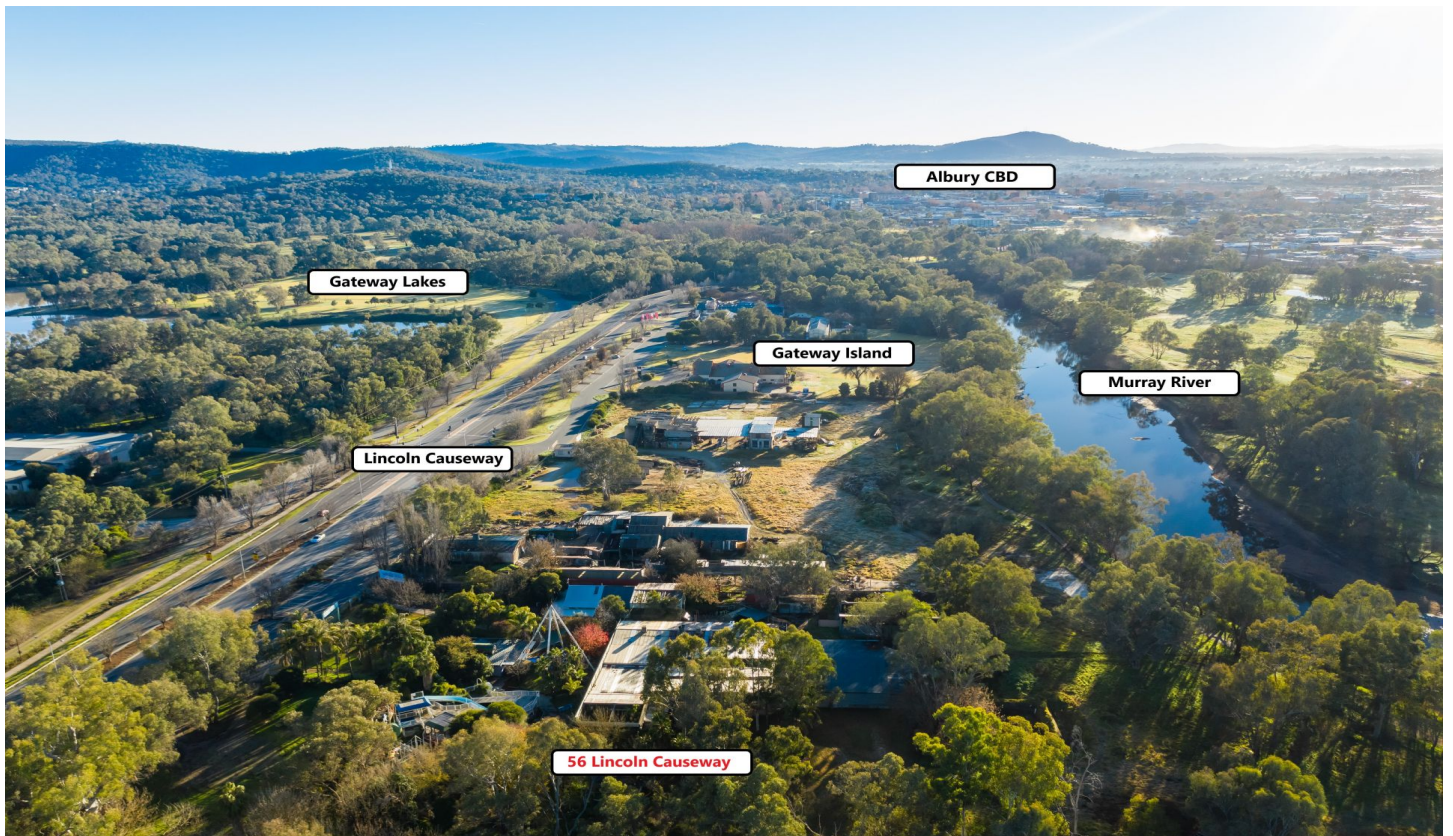 Albury CBD
Gateway Lakes
Gateway Island
Murray River
Lincoln Causeway
56 Lincoln Causeway